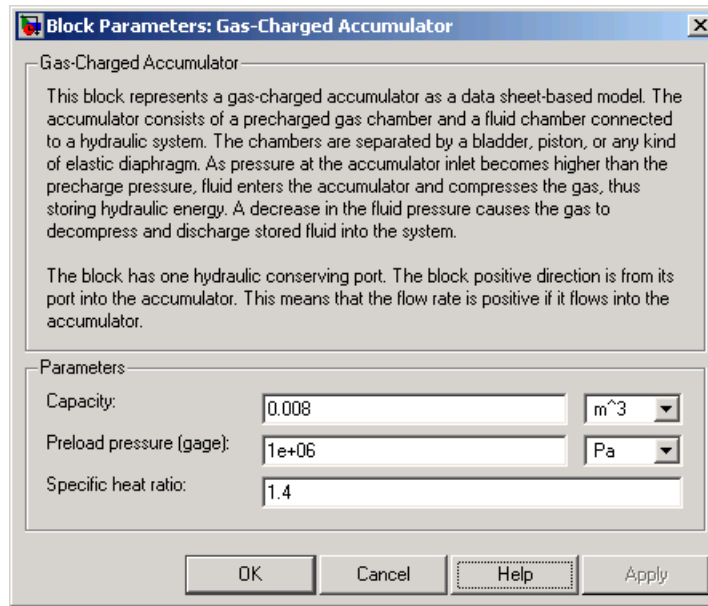 Block Parameters: Gas-Charged Accumulator
Gas-Charged Accumulator
This block represents a gas-charged accumulator as a data sheet-based model. The
accumulator consists of a precharged gas chamber and a fluid chamber connected
to a hydraulic system. The chambers are separated by a bladder, piston, or any kind
of elastic diaphragm. As pressure at the accumulator inlet becomes higher than the
precharge pressure, fluid enters the accumulator and compresses the gas, thus
storing hydraulic energy. A decrease in the fluid pressure causes the gas to
decompress and discharge stored fluid into the system.
The block has one hydraulic conserving port. The block positive direction is from its
port into the accumulator. This means that the flow rate is positive if it flows into the
accumulator.
Parameters
Capacity: 0.008 m^3
Preload pressure (gage): 1e+06 Pa
Specific heat ratio: 1.4
OK Cancel Help Apply